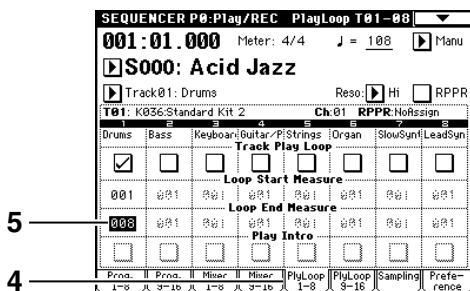 SEQUENCER P0:Play/REC PlayLoop T01-08
001:01.000 Meter: 4/4 ♩= 108 Manu
S000: Acid Jazz
Track01: Drums Reso: Hi RPPR
T01: K036:Standard Kit 2 Ch:01 RPPR:NoAssign
1 2 3 4 5 6 7 8
Drums Bass Keyboar Guitar/P Strings Organ SlowSynt LeadSyn
Track Play Loop
Loop Start Measure
001 001 001 001 001 001 001 001
Loop End Measure
5 008 001 001 001 001 001 001 001
Play Intro
4 Prog. Prog. Mixer Mixer PlyLoop PlyLoop Sampling Prefe-
1-8 9-16 1-8 9-16 1-8 9-16 rence